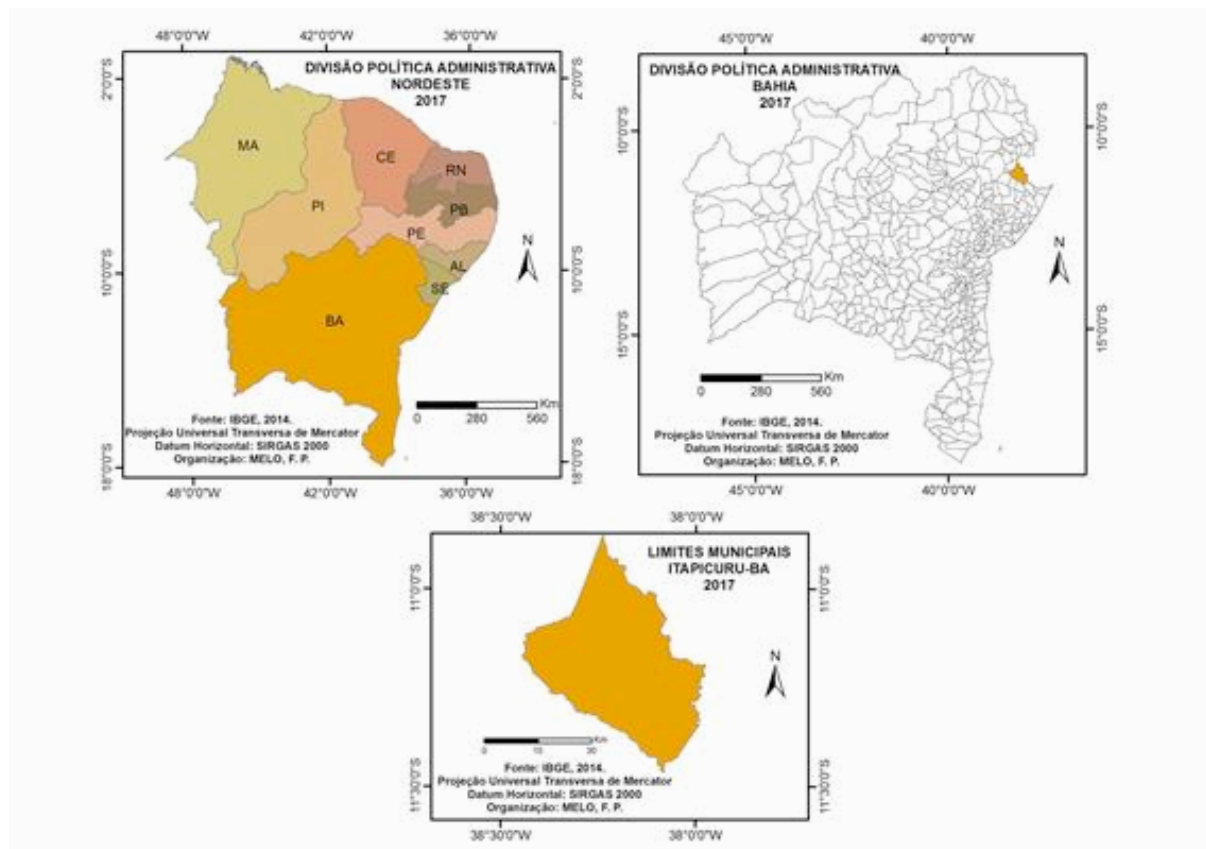 48°0'0"W 42°0'0"W 36°0'0"W
DIVISÃO POLÍTICA ADMINISTRATIVA
NORDESTE
2017
2°0'0"S 2°0'0"S
MA
CE
RN
PI
PB
PE
AL
SE
BA
N
10°0'0"S 10°0'0"S
Km
0 280 560
Fonte: IBGE, 2014.
Projeção Universal Transversa de Mercator
Datum Horizontal: SIRGAS 2000
Organização: MELO, F. P.
18°0'0"S 18°0'0"S
48°0'0"W 42°0'0"W 36°0'0"W
45°0'0"W 40°0'0"W
DIVISÃO POLÍTICA ADMINISTRATIVA
BAHIA
2017
10°0'0"S 10°0'0"S
N
15°0'0"S 15°0'0"S
Km
0 280 560
Fonte: IBGE, 2014.
Projeção Universal Transversa de Mercator
Datum Horizontal: SIRGAS 2000
Organização: MELO, F. P.
45°0'0"W 40°0'0"W
38°30'0"W 38°0'0"W
LIMITES MUNICIPAIS
ITAPICURU-BA
2017
11°0'0"S 11°0'0"S
N
Km
0 10 20
Fonte: IBGE, 2014.
Projeção Universal Transversa de Mercator
Datum Horizontal: SIRGAS 2000
Organização: MELO, F. P.
11°30'0"S 11°30'0"S
38°30'0"W 38°0'0"W